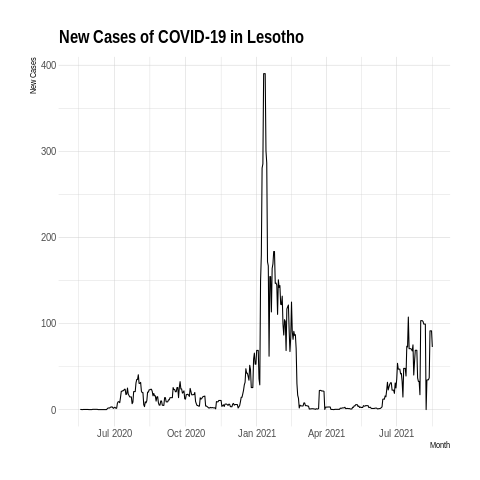 New Cases of COVID-19 in Lesotho
New Cases
400
300
200
100
0
Jul 2020
Oct 2020
Jan 2021
Apr 2021
Jul 2021
Month